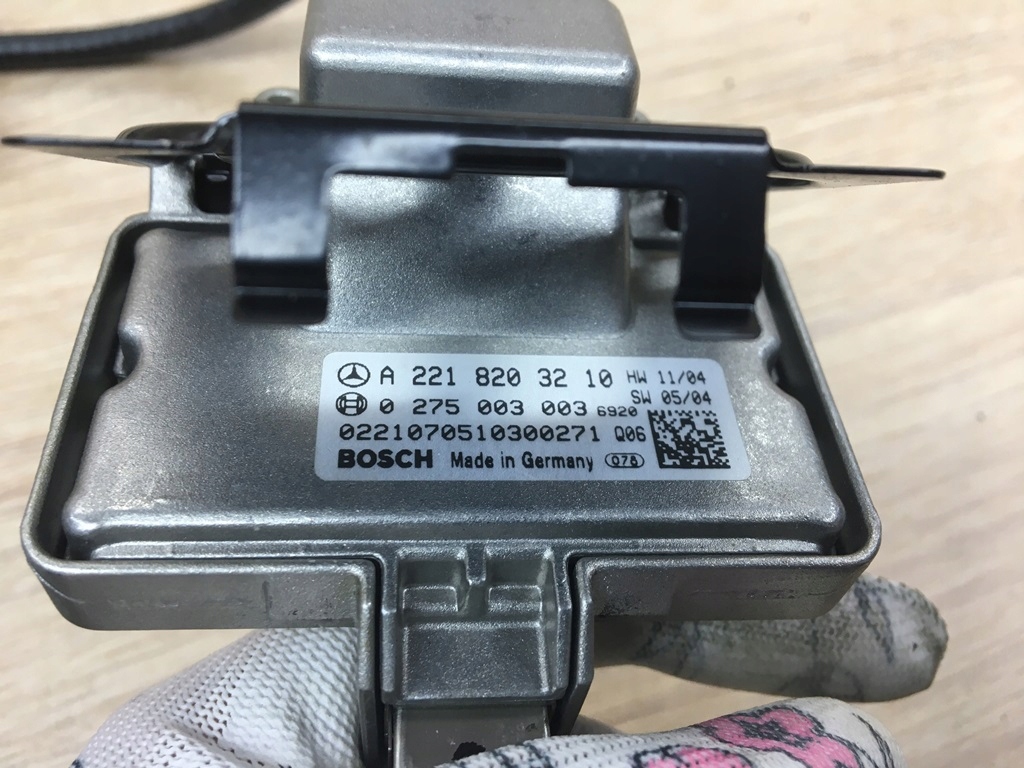 A 221 820 32 10 HW 11/04
SW 05/04
0 275 003 003 6920
0221070510300271 Q06
BOSCH Made in Germany 078